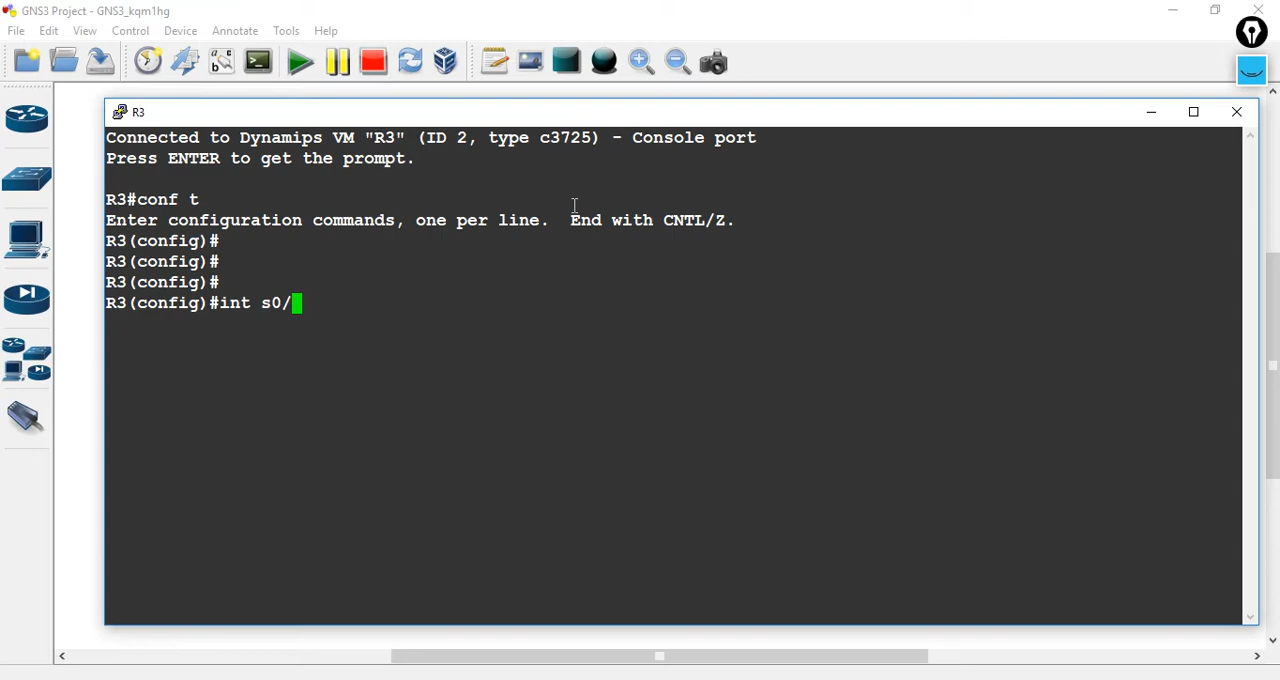 GNS3 Project - GNS3_kqm1hg
File Edit View Control Device Annotate Tools Help
R3
Connected to Dynamips VM "R3" (ID 2, type c3725) - Console port
Press ENTER to get the prompt.
R3#conf t
Enter configuration commands, one per line.  End with CNTL/Z.
R3(config)#
R3(config)#
R3(config)#
R3(config)#int s0/